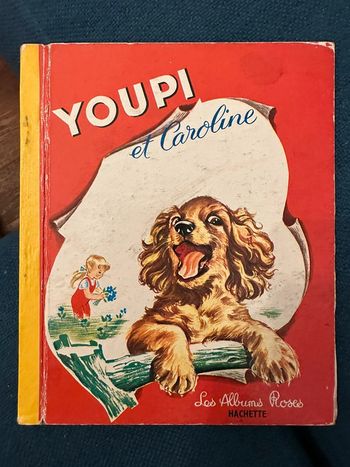 YOUPI
et Caroline
Les Albums Roses
HACHETTE